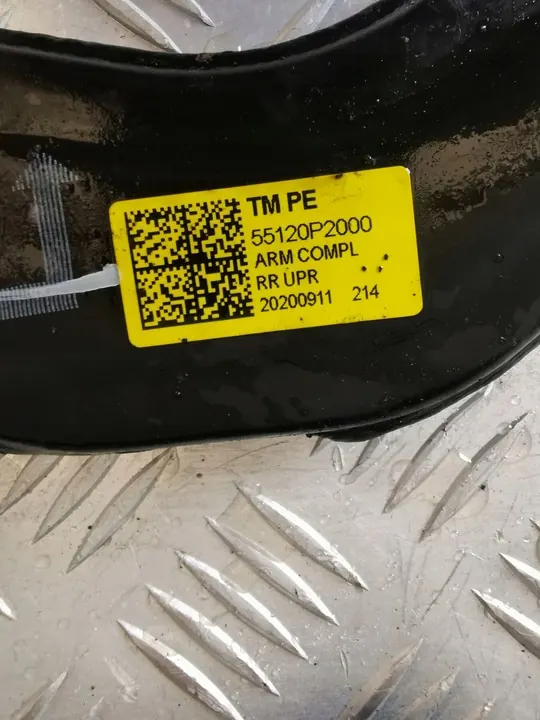 TM PE
55120P2000
ARM COMPL
RR UPR
20200911 214